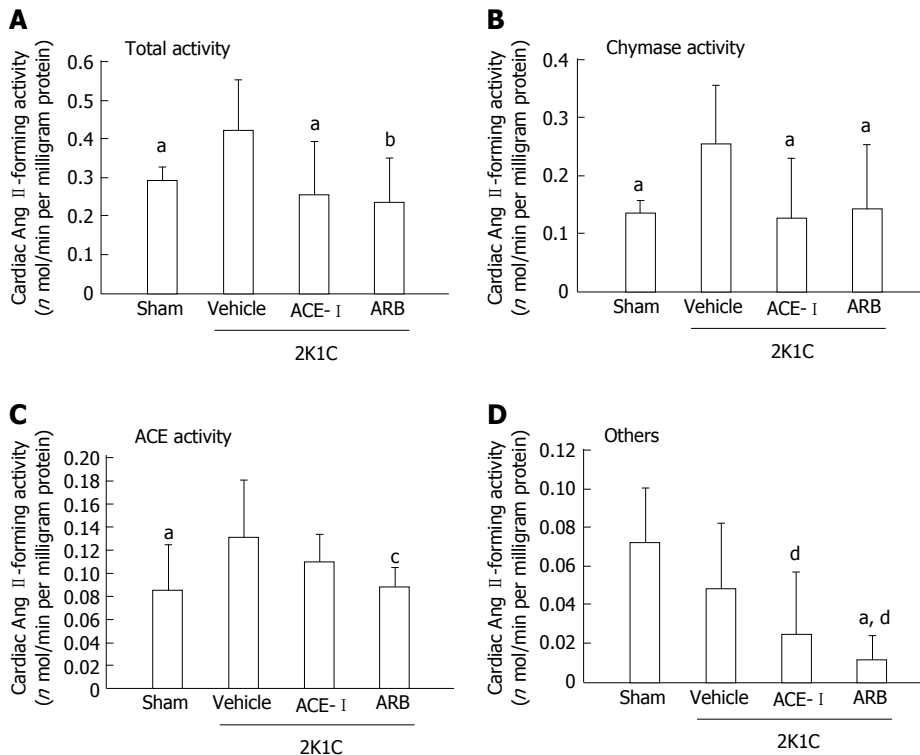 A
Total activity
Cardiac Ang Ⅱ-forming activity
(n mol/min per milligram protein)
0.6
0.5
0.4
0.3
0.2
0.1
0
a
a
b
Sham
Vehicle
ACE-Ⅰ
ARB
2K1C
B
Chymase activity
Cardiac Ang Ⅱ-forming activity
(n mol/min per milligram protein)
0.4
0.3
0.2
0.1
0
a
a
a
Sham
Vehicle
ACE-Ⅰ
ARB
2K1C
C
ACE activity
Cardiac Ang Ⅱ-forming activity
(n mol/min per milligram protein)
0.20
0.18
0.16
0.14
0.12
0.10
0.08
0.06
0.04
0.02
0
a
c
Sham
Vehicle
ACE-Ⅰ
ARB
2K1C
D
Others
Cardiac Ang Ⅱ-forming activity
(n mol/min per milligram protein)
0.12
0.10
0.08
0.06
0.04
0.02
0
d
a, d
Sham
Vehicle
ACE-Ⅰ
ARB
2K1C